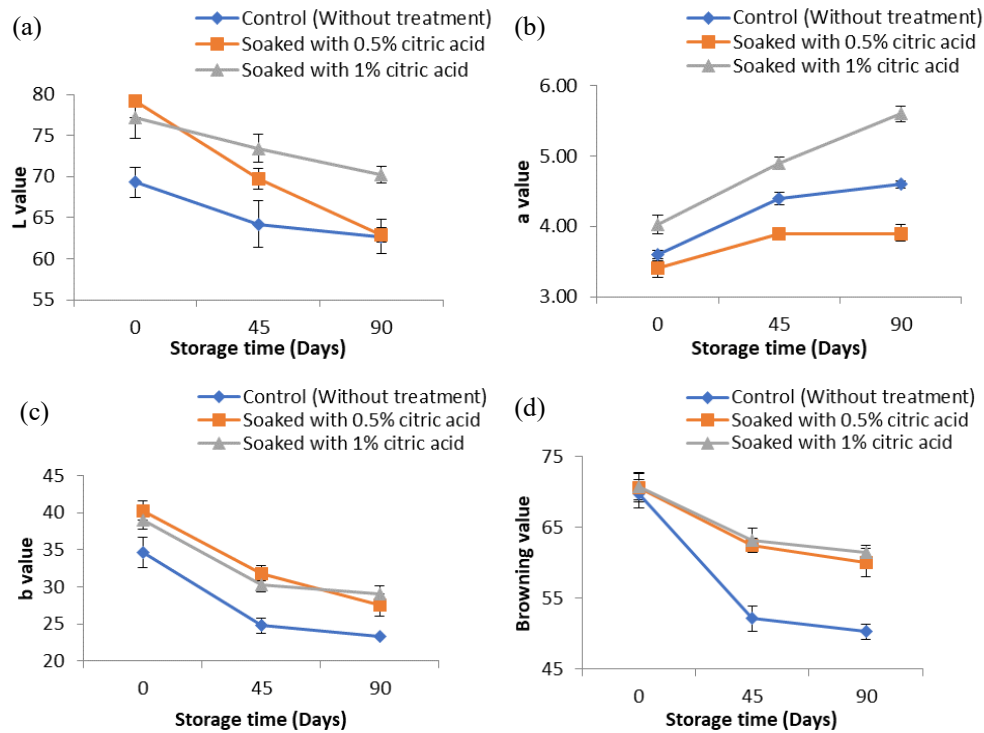 (a)
Control (Without treatment)
Soaked with 0.5% citric acid
Soaked with 1% citric acid
80
75
70
65
60
55
L value
0 45 90
Storage time (Days)
(b)
Control (Without treatment)
Soaked with 0.5% citric acid
Soaked with 1% citric acid
6.00
5.00
4.00
3.00
a value
0 45 90
Storage time (Days)
(c)
Control (Without treatment)
Soaked with 0.5% citric acid
Soaked with 1% citric acid
45
40
35
30
25
20
b value
0 45 90
Storage time (Days)
(d)
Control (Without treatment)
Soaked with 0.5% citric acid
Soaked with 1% citric acid
75
65
55
45
Browning value
0 45 90
Storage time (Days)